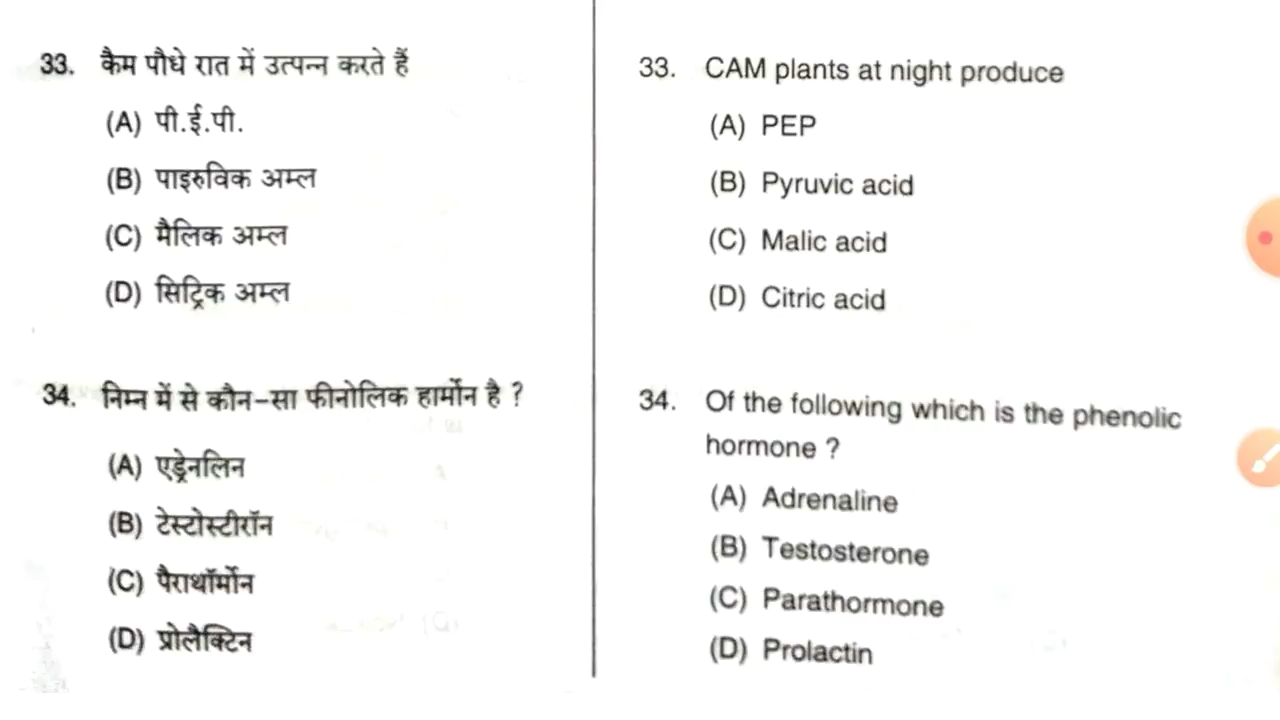 33. कैम पौधे रात में उत्पन्न करते हैं
(A) पी.ई.पी.
(B) पाइरुविक अम्ल
(C) मैलिक अम्ल
(D) सिट्रिक अम्ल
34. निम्न में से कौन-सा फीनोलिक हार्मोन है ?
(A) एड्रेनलिन
(B) टेस्टोस्टीरॉन
(C) पैराथॉर्मोन
(D) प्रोलैक्टिन
33. CAM plants at night produce
(A) PEP
(B) Pyruvic acid
(C) Malic acid
(D) Citric acid
34. Of the following which is the phenolic
hormone ?
(A) Adrenaline
(B) Testosterone
(C) Parathormone
(D) Prolactin